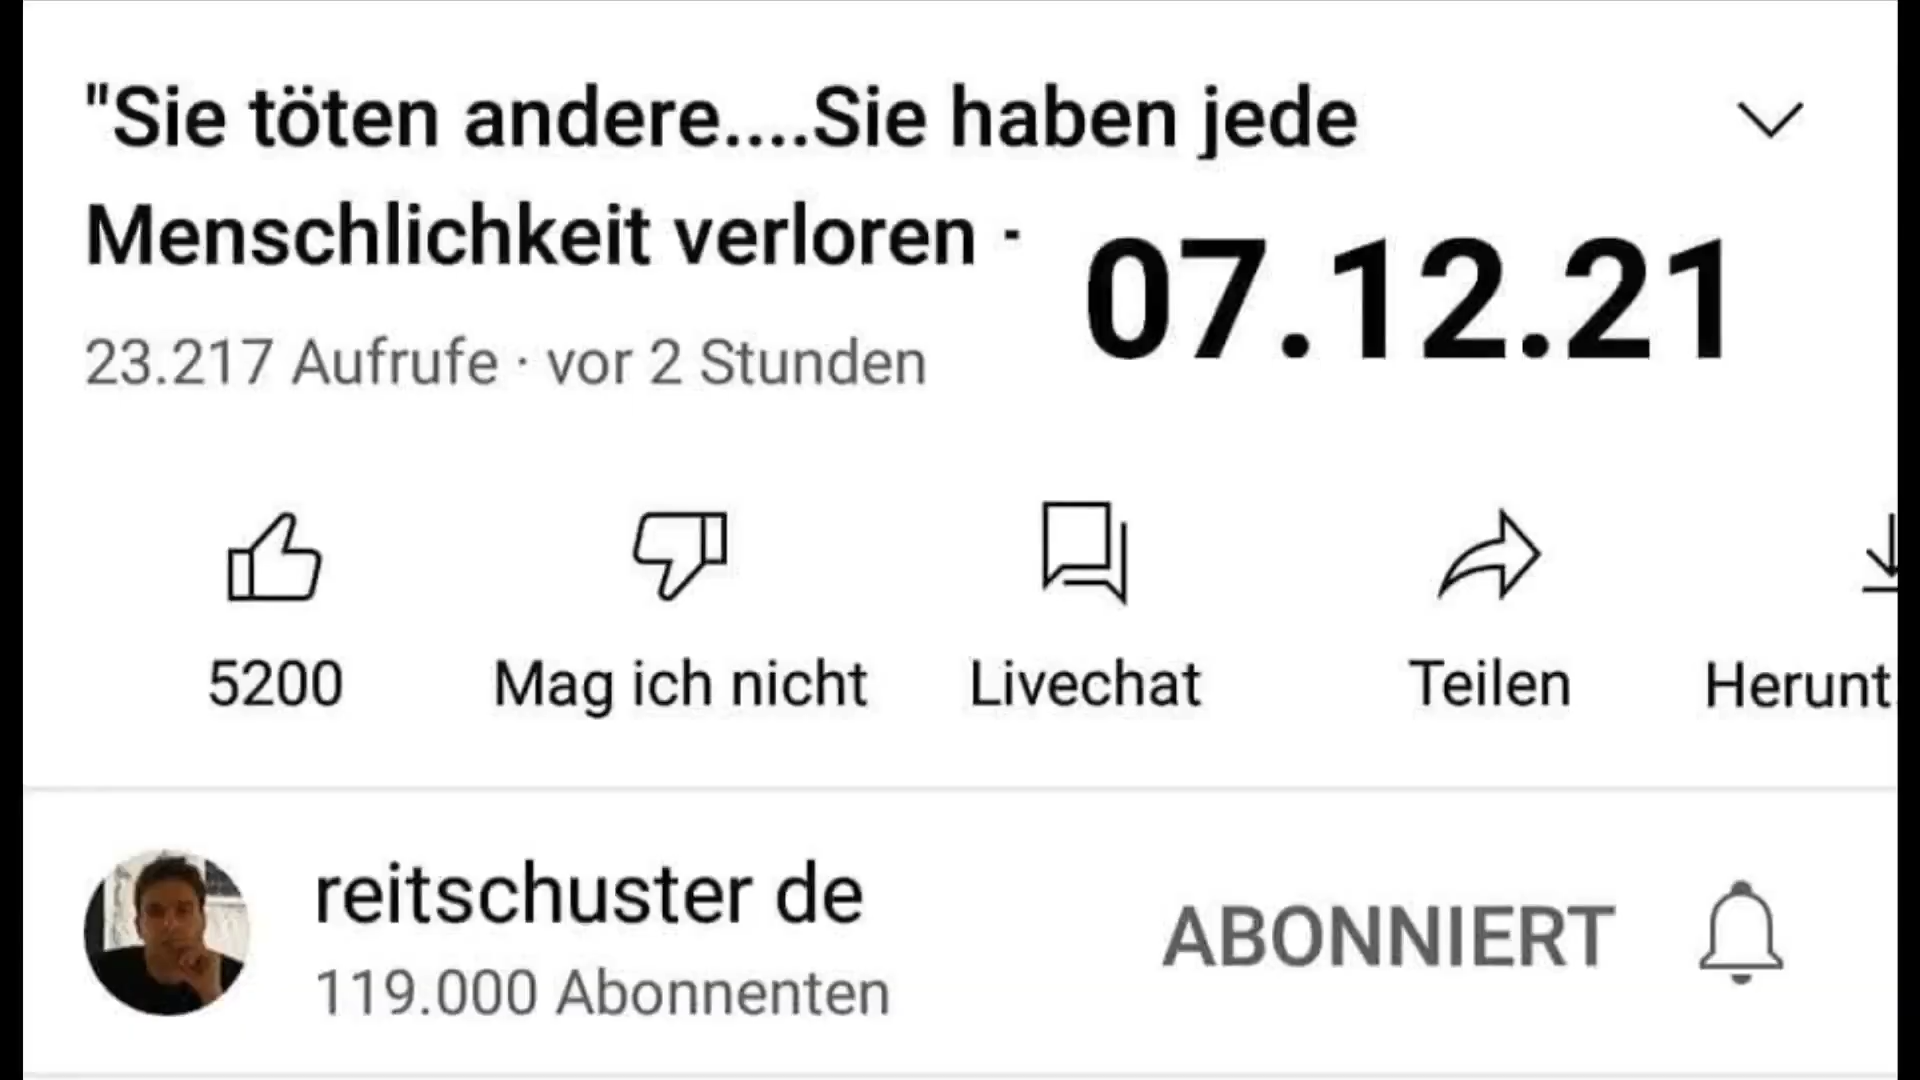 "Sie töten andere....Sie haben jede
Menschlichkeit verloren -
07.12.21
23.217 Aufrufe · vor 2 Stunden
5200 Mag ich nicht Livechat Teilen Herunt.
reitschuster de
119.000 Abonnenten
ABONNIERT